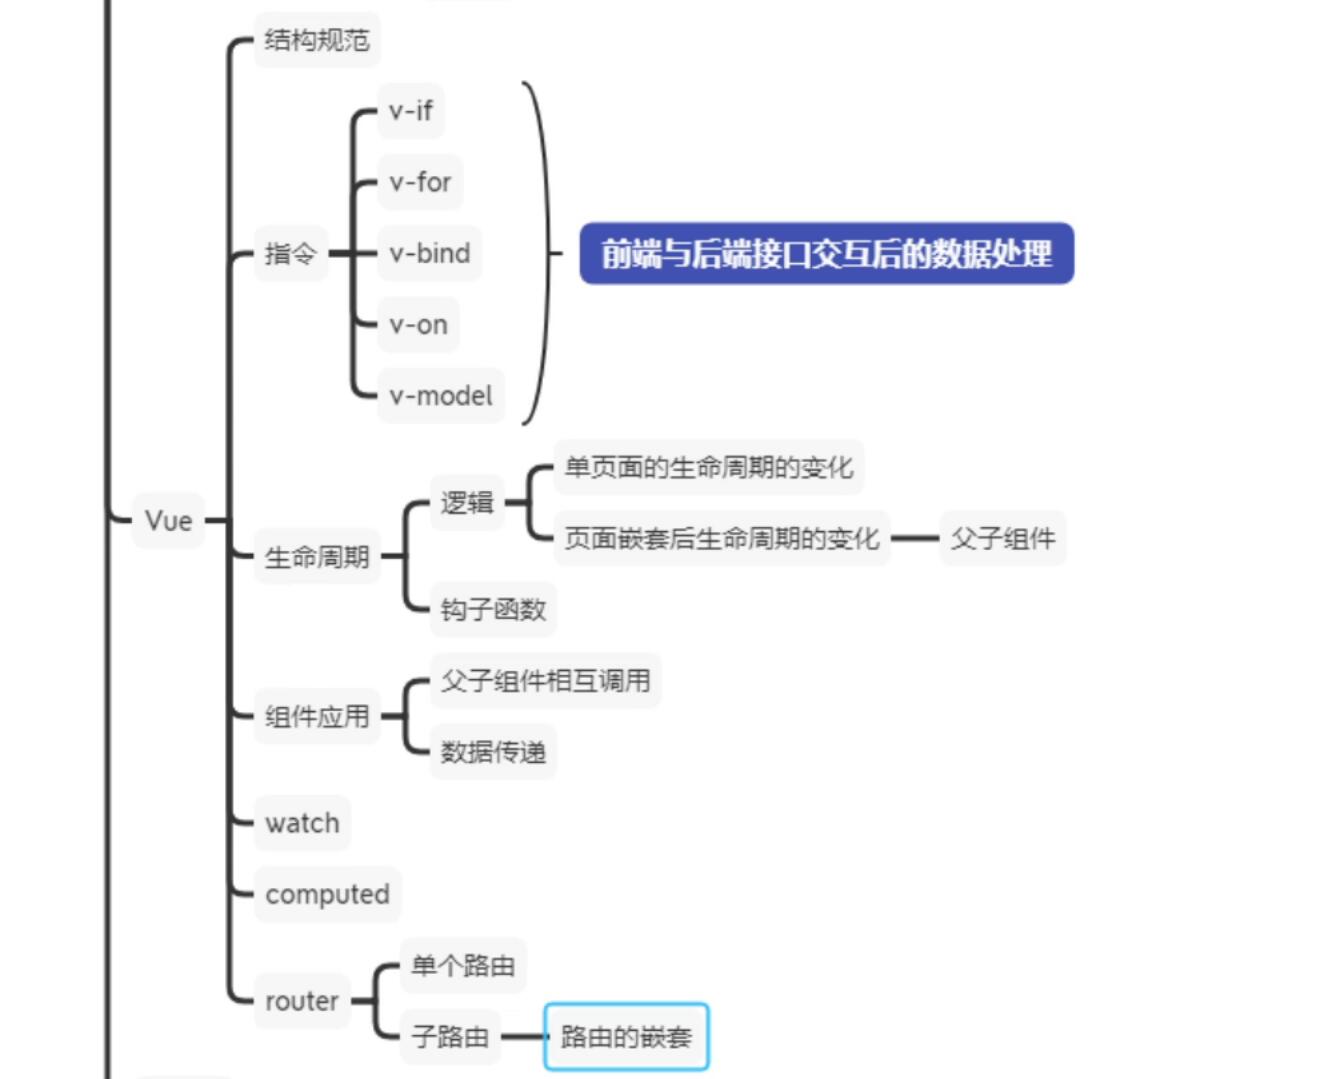 结构规范
v-if
v-for
指令
v-bind
前端与后端接口交互后的数据处理
v-on
v-model
单页面的生命周期的变化
逻辑
Vue
页面嵌套后生命周期的变化
父子组件
生命周期
钩子函数
父子组件相互调用
组件应用
数据传递
watch
computed
单个路由
router
子路由
路由的嵌套